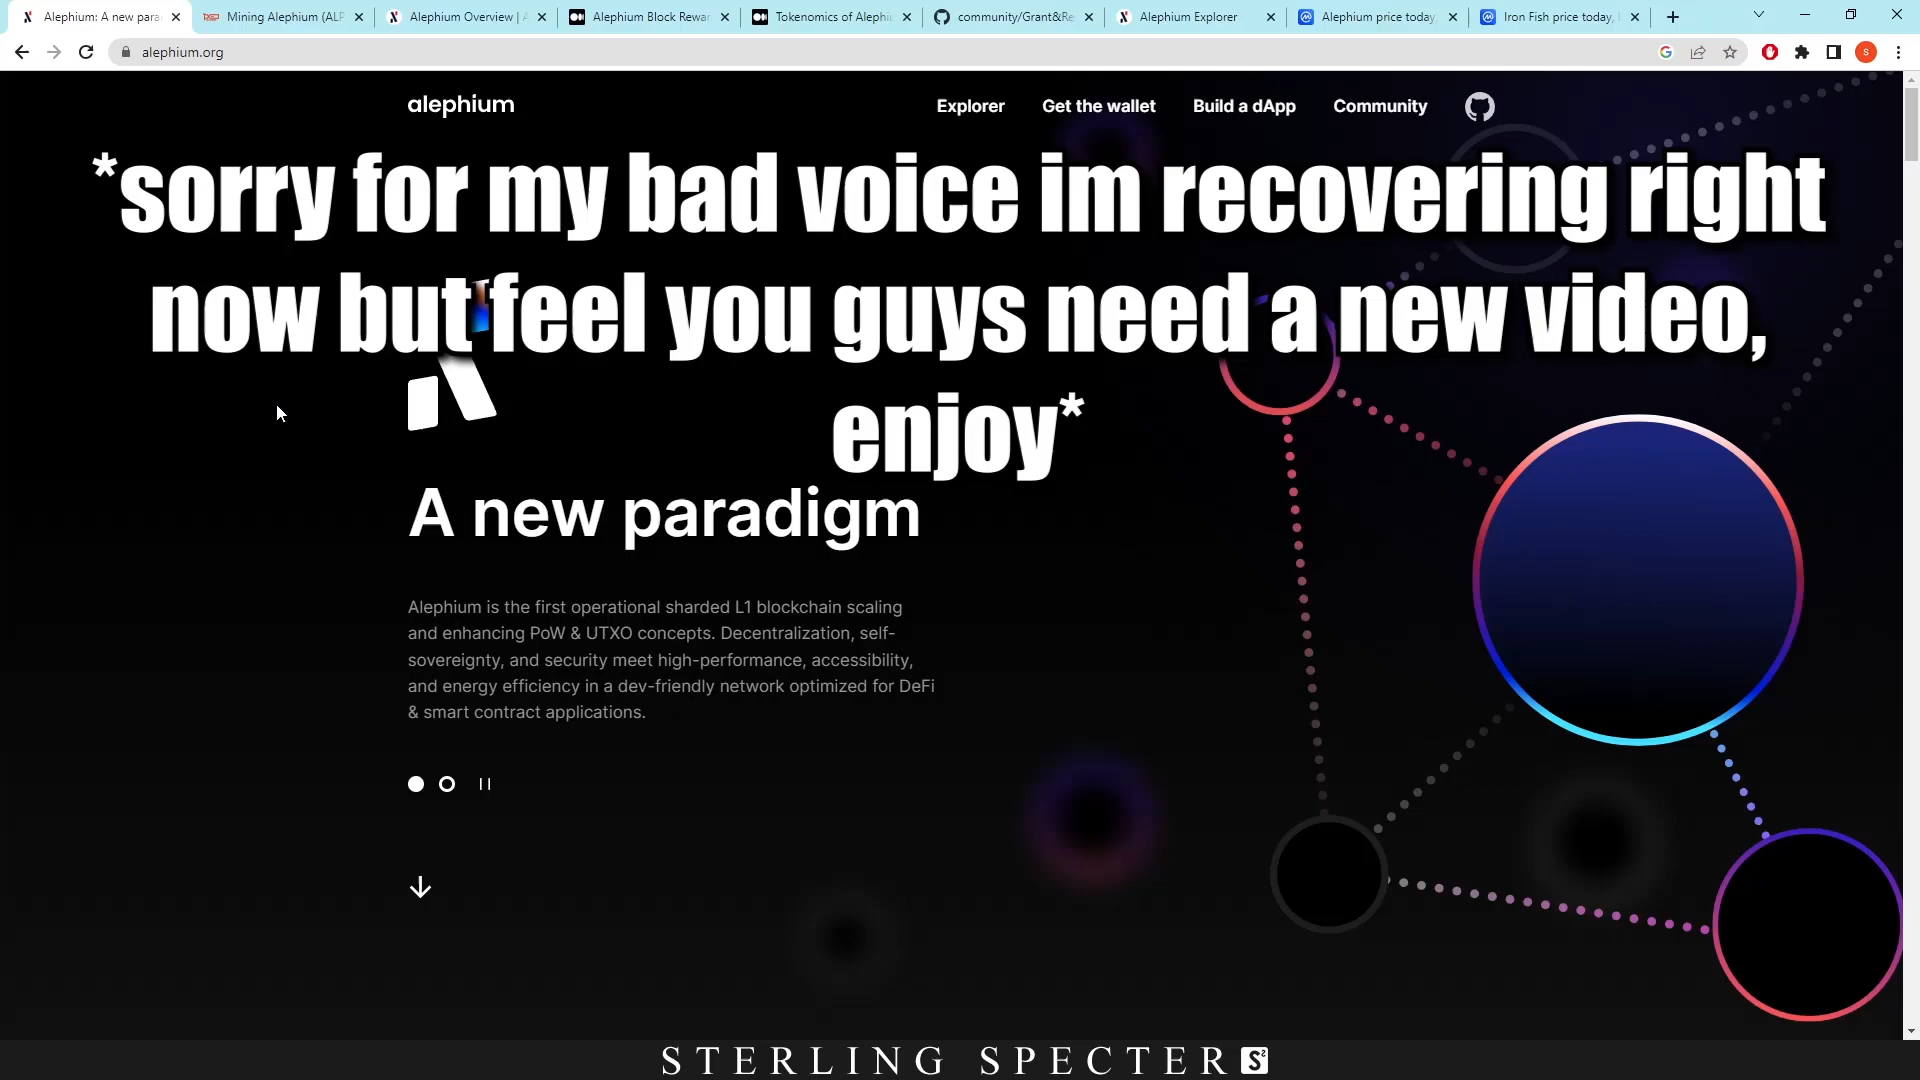 Alephium: A new para
Mining Alephium (ALP
Alephium Overview | A
Alephium Block Rewar
Tokenomics of Alephi
community/Grant&Re
Alephium Explorer
Alephium price today,
Iron Fish price today,
alephium.org
S
alephium
Explorer
Get the wallet
Build a dApp
Community
*sorry for my bad voice im recovering right
now but feel you guys need a new video,
enjoy*
A new paradigm
Alephium is the first operational sharded L1 blockchain scaling
and enhancing PoW & UTXO concepts. Decentralization, self-
sovereignty, and security meet high-performance, accessibility,
and energy efficiency in a dev-friendly network optimized for DeFi
& smart contract applications.
STERLING SPECTER S²